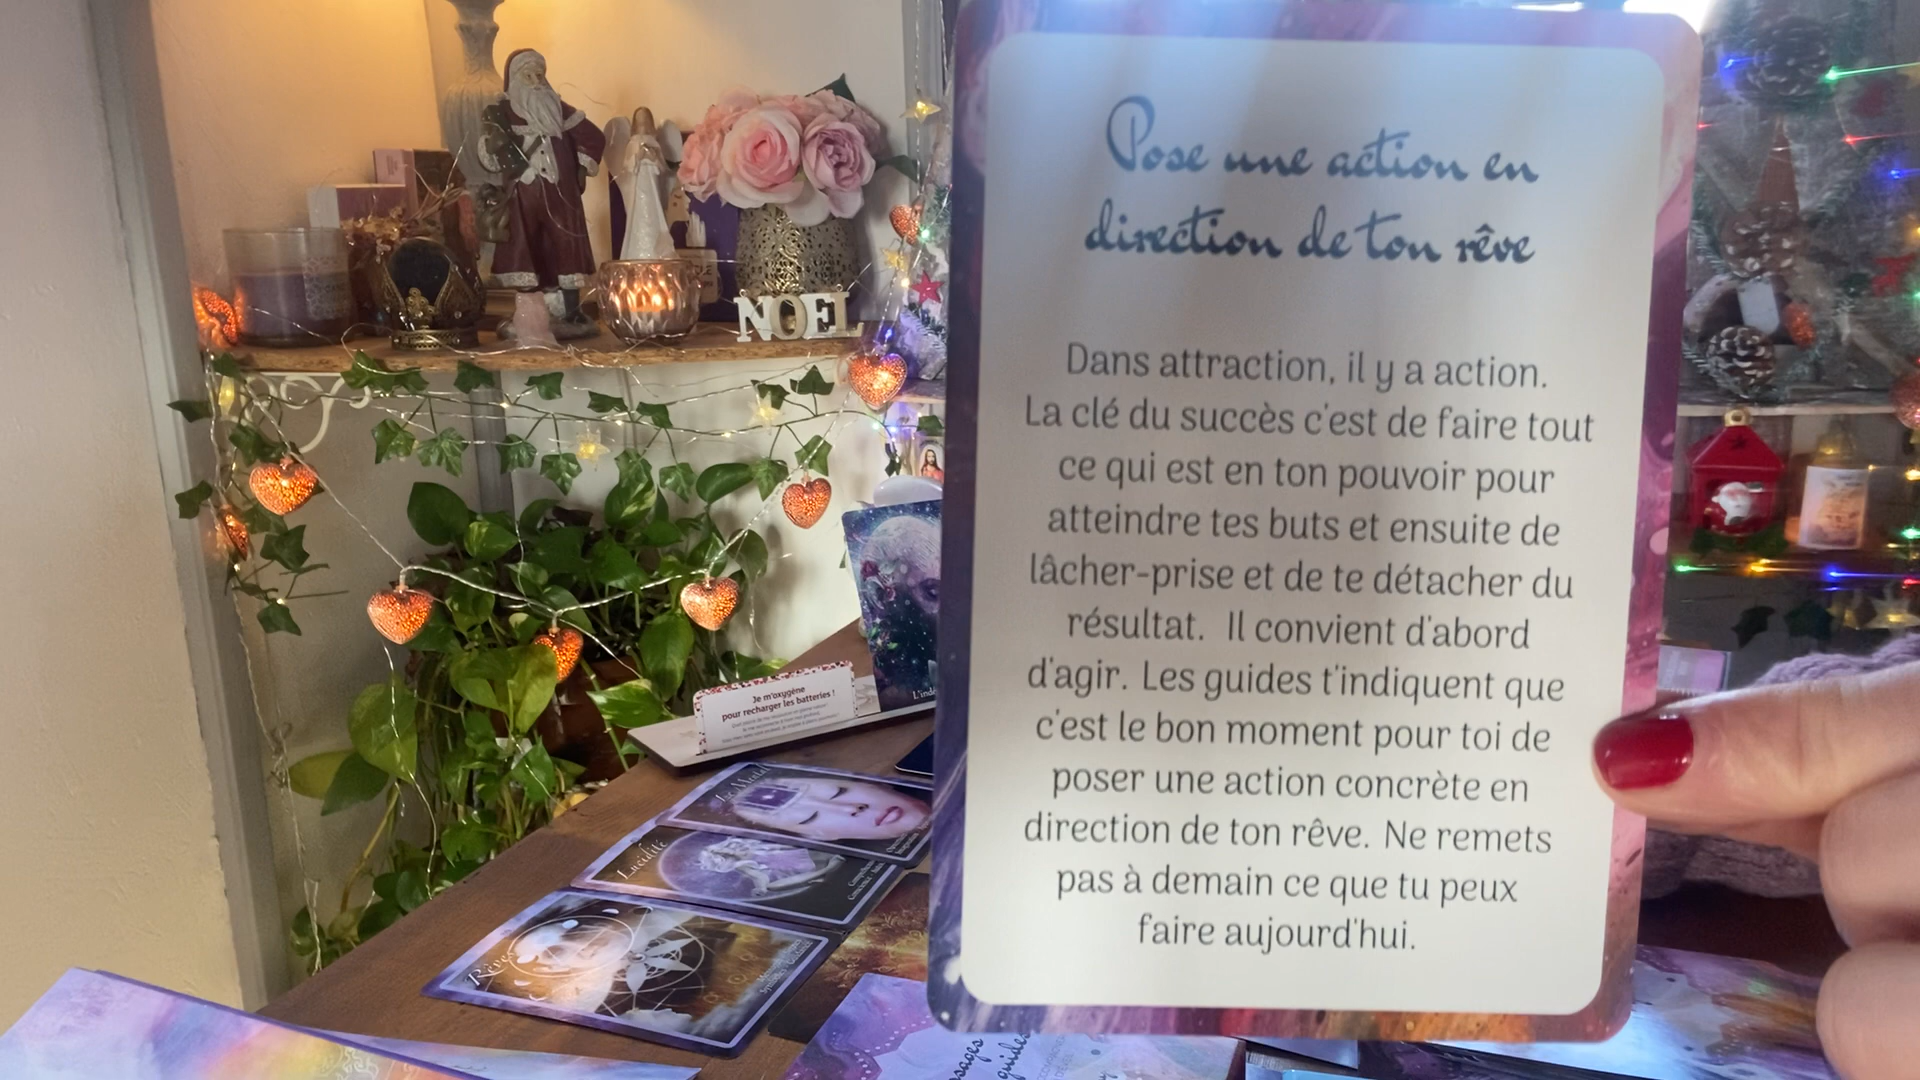 Pose une action en
direction de ton rêve
Dans attraction, il y a action.
La clé du succès c'est de faire tout
ce qui est en ton pouvoir pour
atteindre tes buts et ensuite de
lâcher-prise et de te détacher du
résultat. Il convient d'abord
d'agir. Les guides t'indiquent que
c'est le bon moment pour toi de
poser une action concrète en
direction de ton rêve. Ne remets
pas à demain ce que tu peux
faire aujourd'hui.
NOEL
Je m'oxygène
pour recharger les batteries !
Le Mental
Lucidité
Rêve